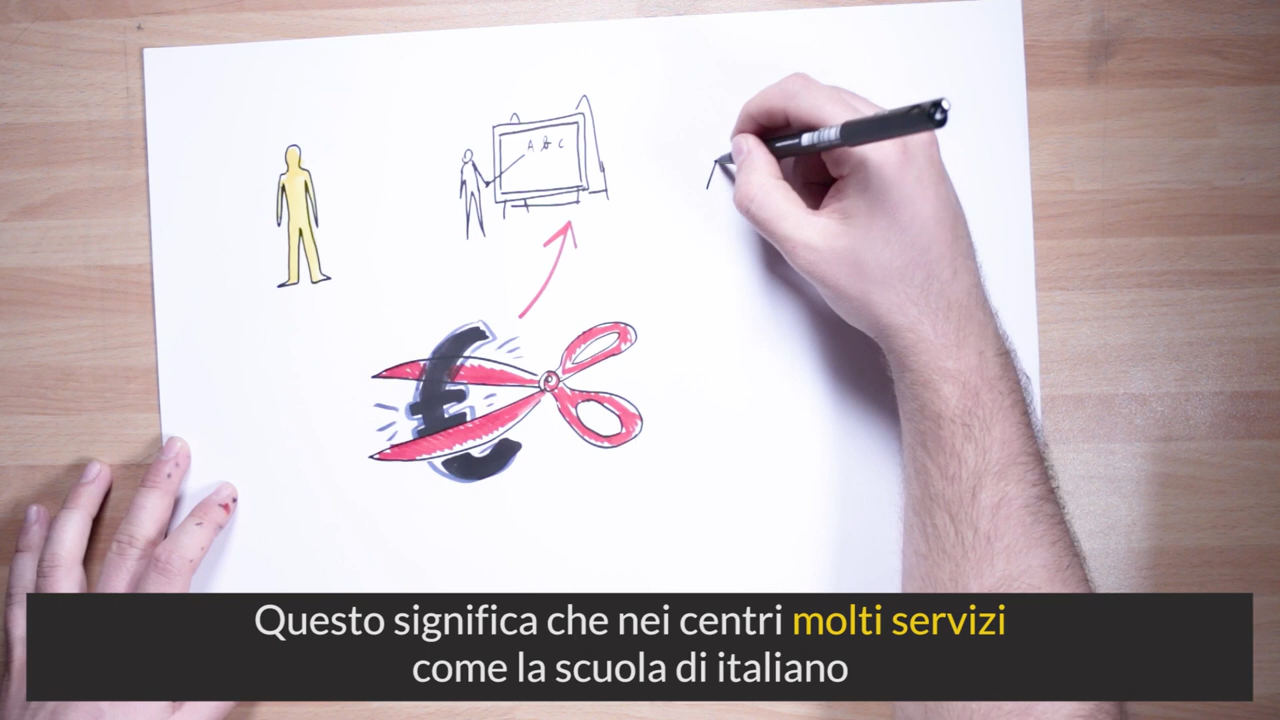 A b C
€
Questo significa che nei centri molti servizi
come la scuola di italiano